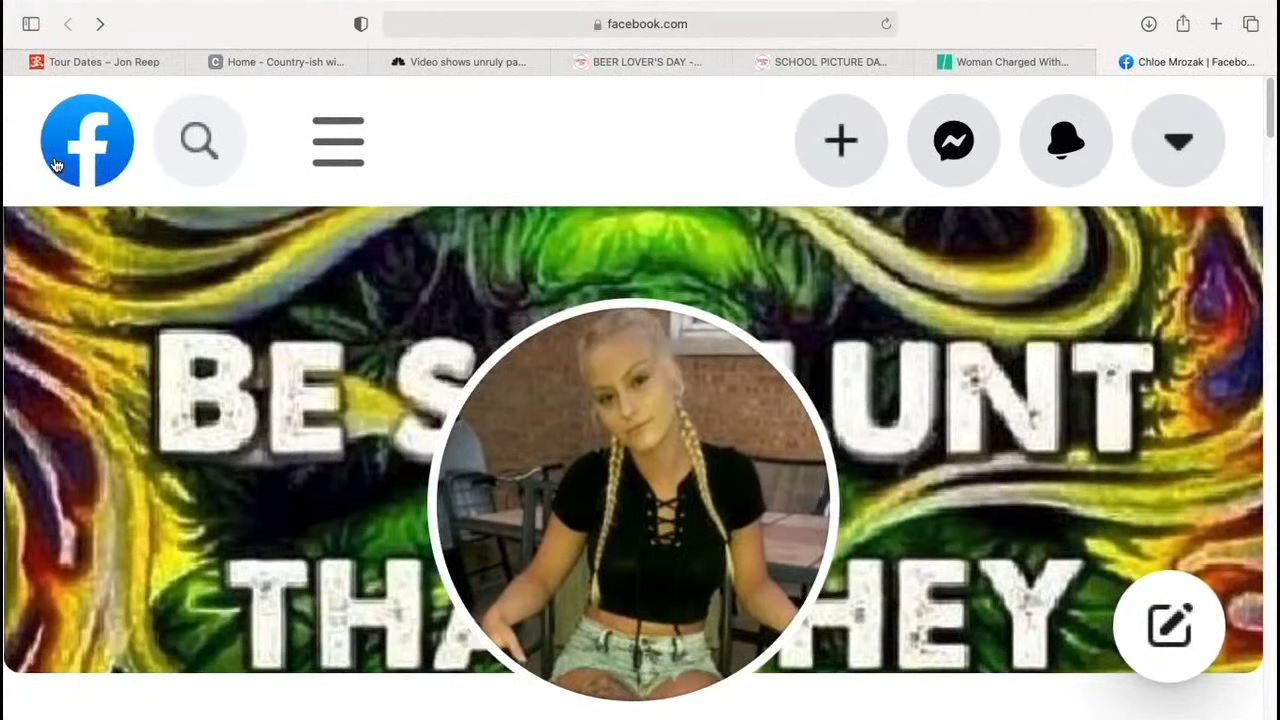 facebook.com
Tour Dates – Jon Reep
Home - Country-ish wi...
Video shows unruly pa...
BEER LOVER'S DAY -...
SCHOOL PICTURE DA...
Woman Charged With...
Chloe Mrozak | Facebo...
BE S UNT
THA HEY